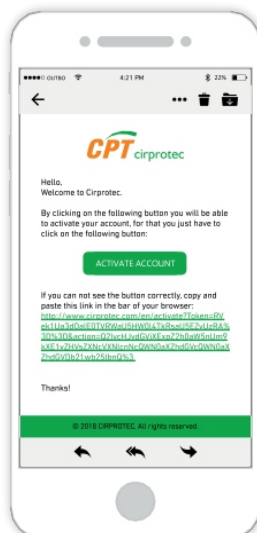 OUTBO 4:21 PM 22%
CPT cirprotec
Hello,
Welcome to Cirprotec.
By clicking on the following button you will be able
to activate your account, for that you just have to
click on the following button:
ACTIVATE ACCOUNT
If you can not see the button correctly, copy and
paste this link in the bar of your browser:
http://www.cirprotec.com/en/activate?Token=RV
Thanks!
© 2018 CIRPROTEC, All rights reserved.